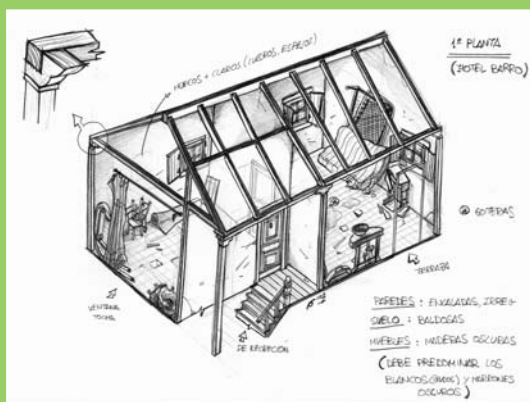 1ª PLANTA
(HOTEL BARRO)
HUECOS + CLAROS (CUADROS, ESPEJOS)
GOTERAS
TERRAZA
VENTANA
DE RECEPCIÓN
PAREDES : ENCALADAS, IRREG
SUELO : BALDOSAS
MUEBLES : MADERAS OSCURAS
(DEBE PREDOMINAR LOS
BLANCOS Y MARRONES
OSCUROS)